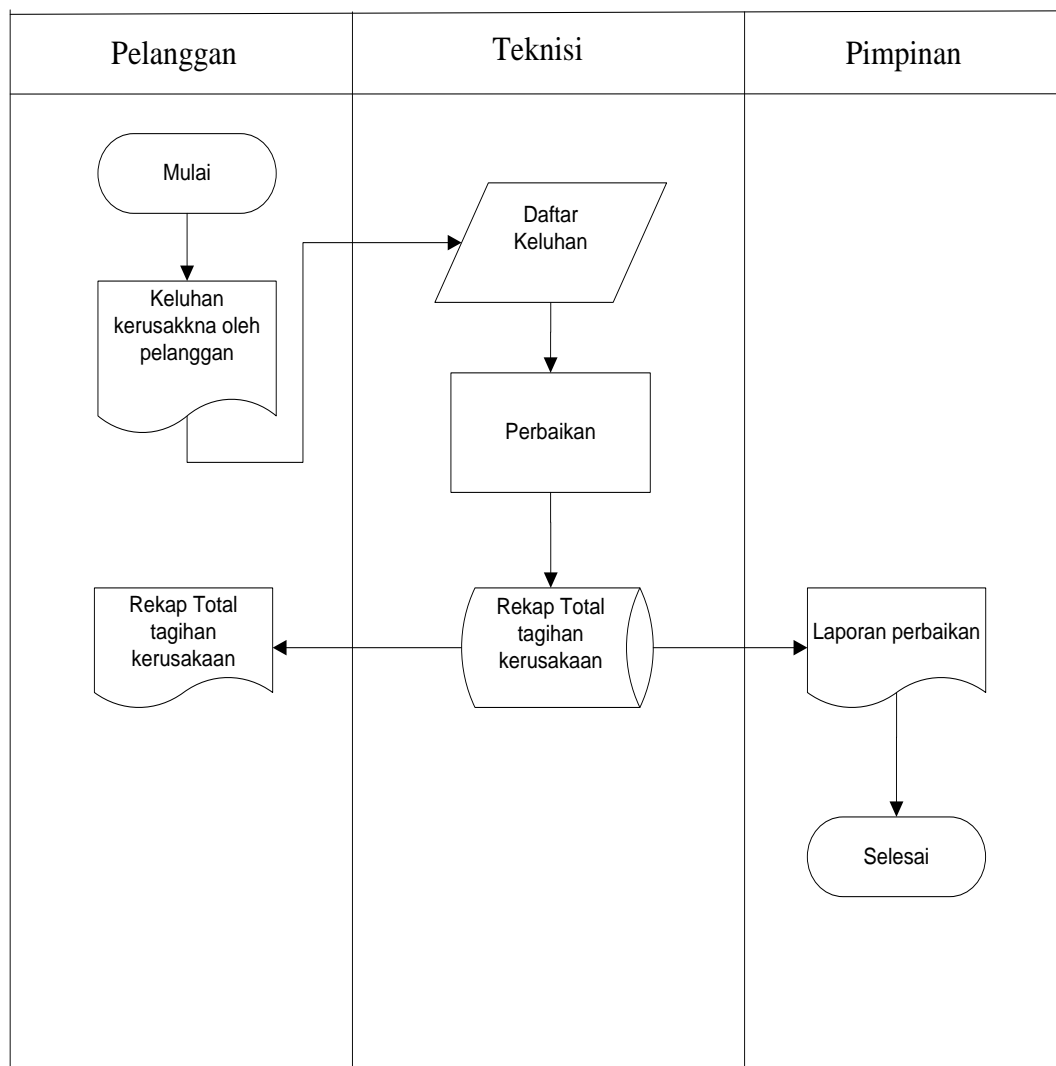 Pelanggan
Teknisi
Pimpinan
Mulai
Keluhan
kerusakkna oleh
pelanggan
Daftar
Keluhan
Perbaikan
Rekap Total
tagihan
kerusakaan
Rekap Total
tagihan
kerusakaan
Laporan perbaikan
Selesai